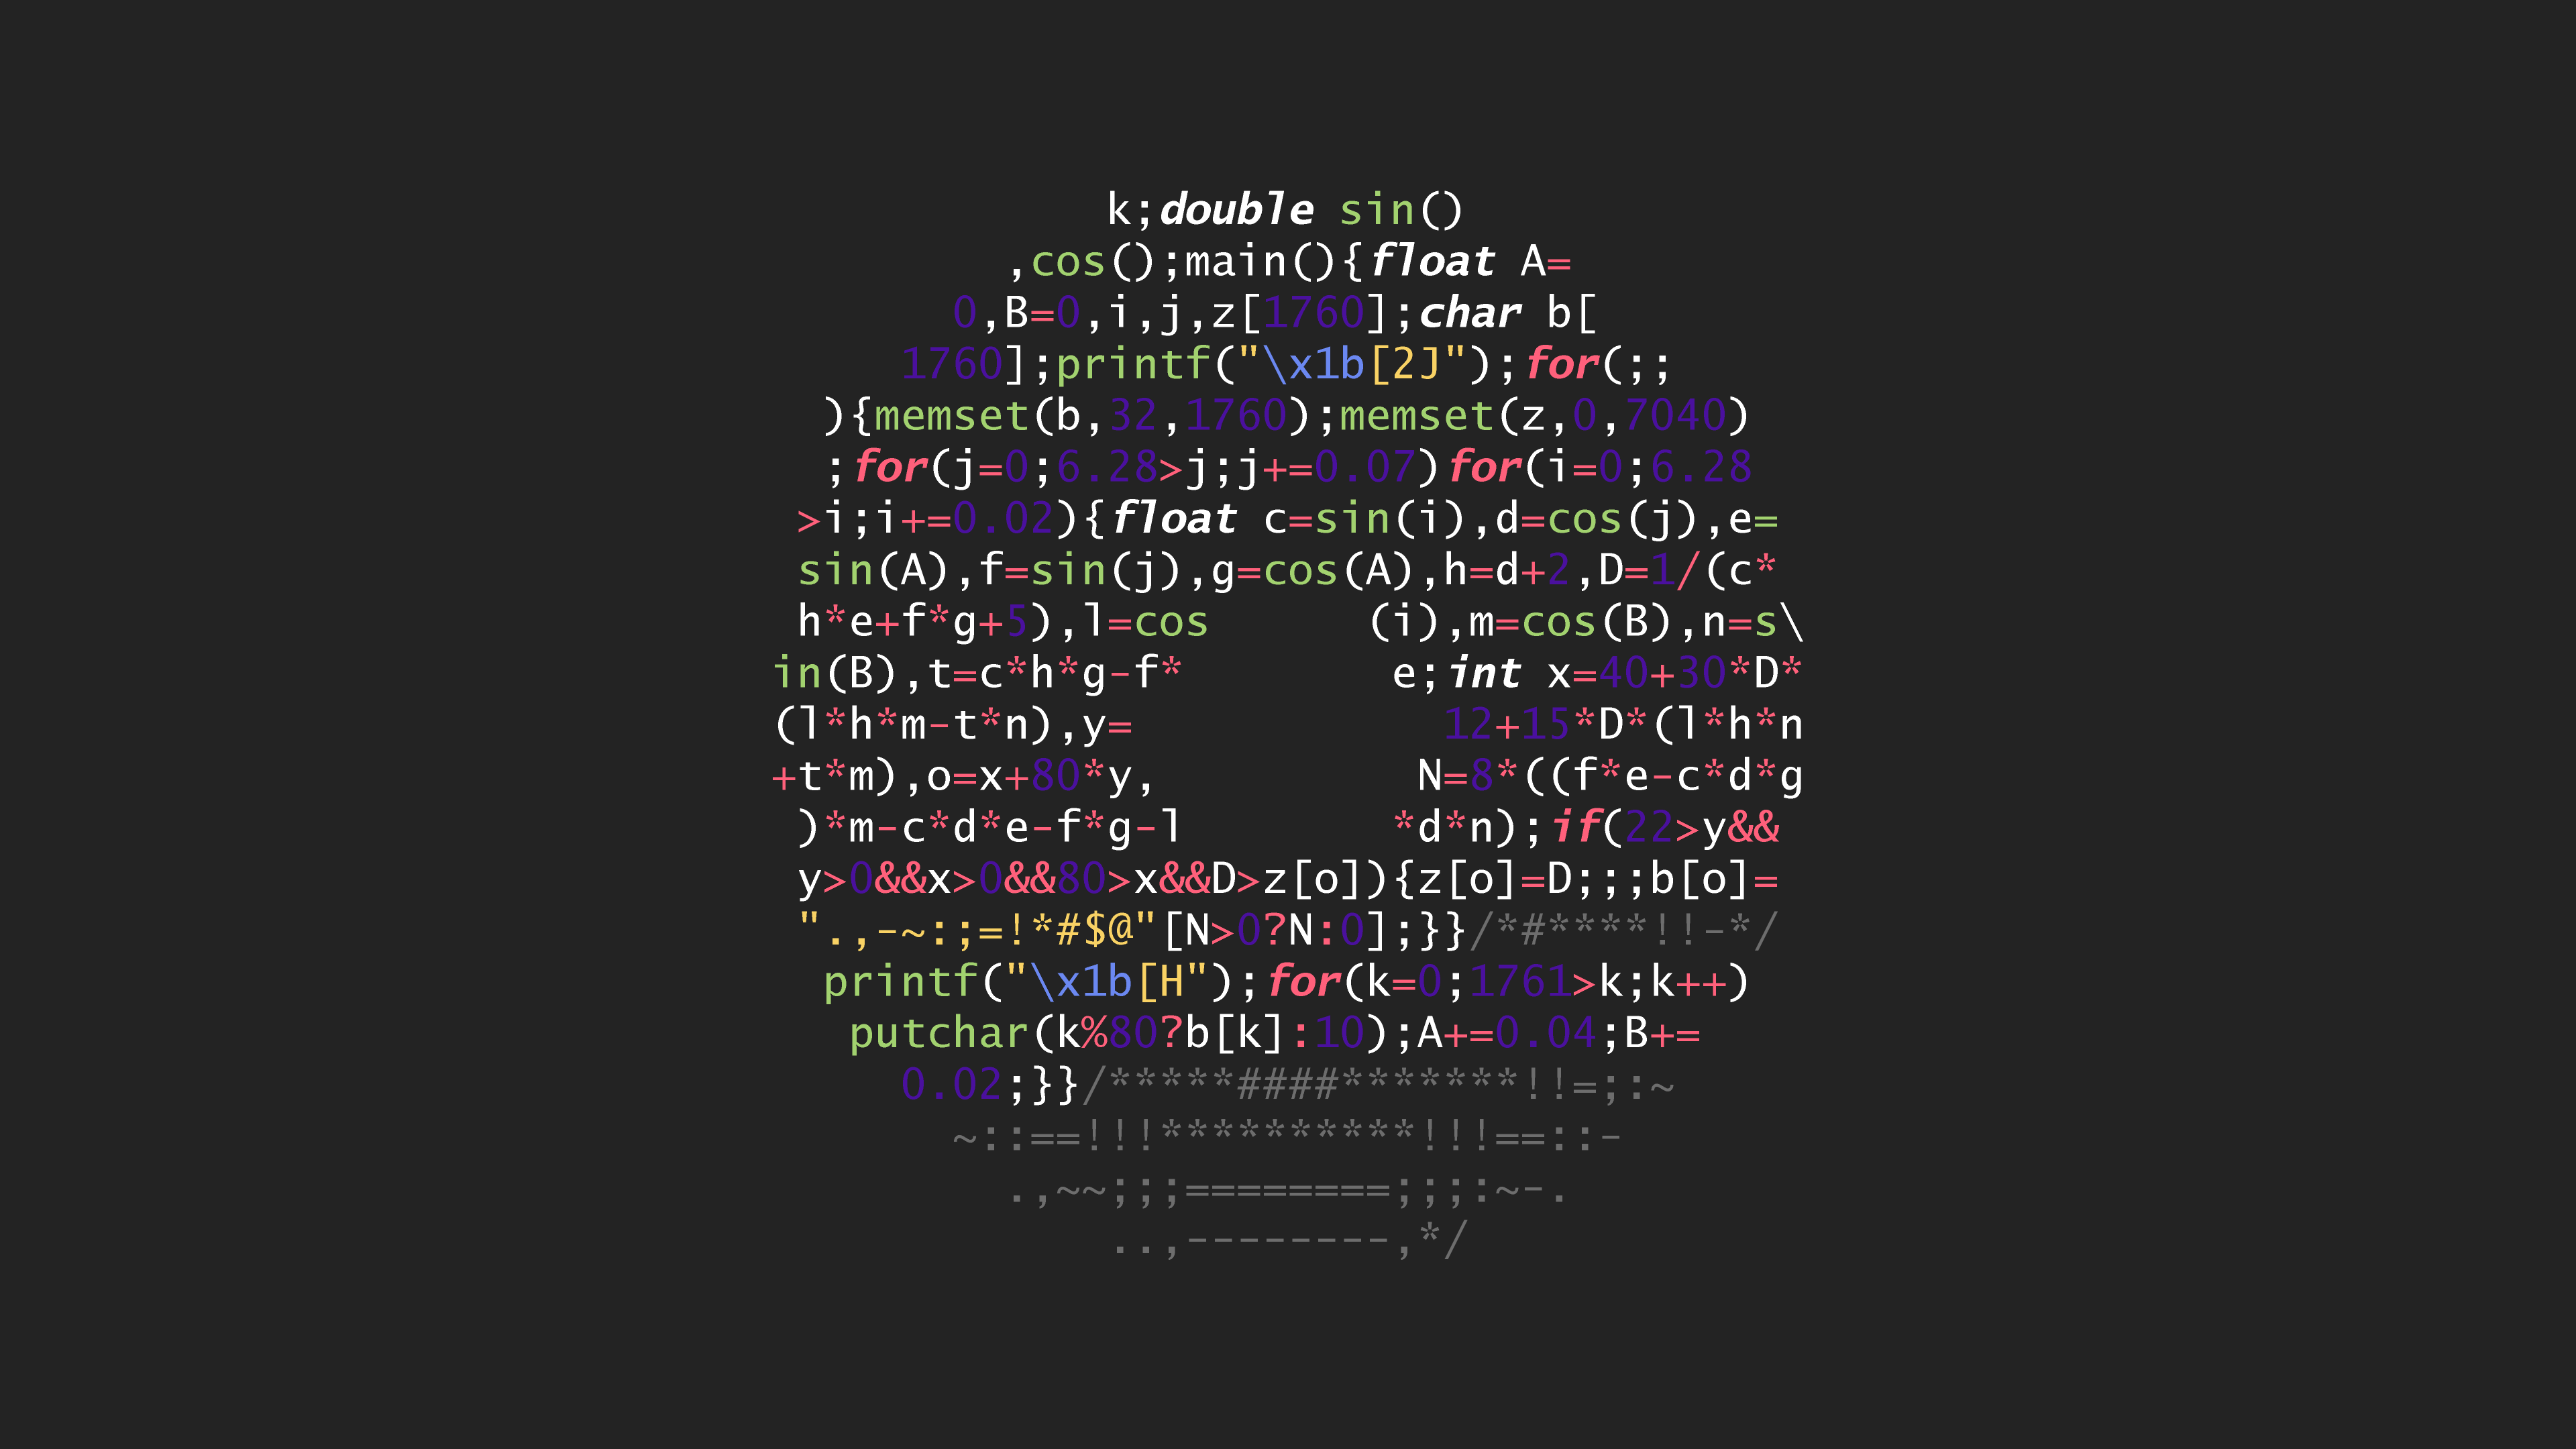 k;double sin()
,cos();main(){float A=
0,B=0,i,j,z[1760];char b[
1760];printf("\x1b[2J");for(;;
){memset(b,32,1760);memset(z,0,7040)
;for(j=0;6.28>j;j+=0.07)for(i=0;6.28
>i;i+=0.02){float c=sin(i),d=cos(j),e=
sin(A),f=sin(j),g=cos(A),h=d+2,D=1/(c*
h*e+f*g+5),l=cos (i),m=cos(B),n=s\
in(B),t=c*h*g-f* e;int x=40+30*D*
(l*h*m-t*n),y= 12+15*D*(l*h*n
+t*m),o=x+80*y, N=8*((f*e-c*d*g
)*m-c*d*e-f*g-l *d*n);if(22>y&&
y>0&&x>0&&80>x&&D>z[o]){z[o]=D;;;b[o]=
".,-~:;=!*#$@"[N>0?N:0];}}/*#****!!-*/
printf("\x1b[H");for(k=0;1761>k;k++)
putchar(k%80?b[k]:10);A+=0.04;B+=
0.02;}}/*****####*******!!=;:~
~::==!!!**********!!!==::-
.,~~;;;========;;;:~-.
..,--------,*/